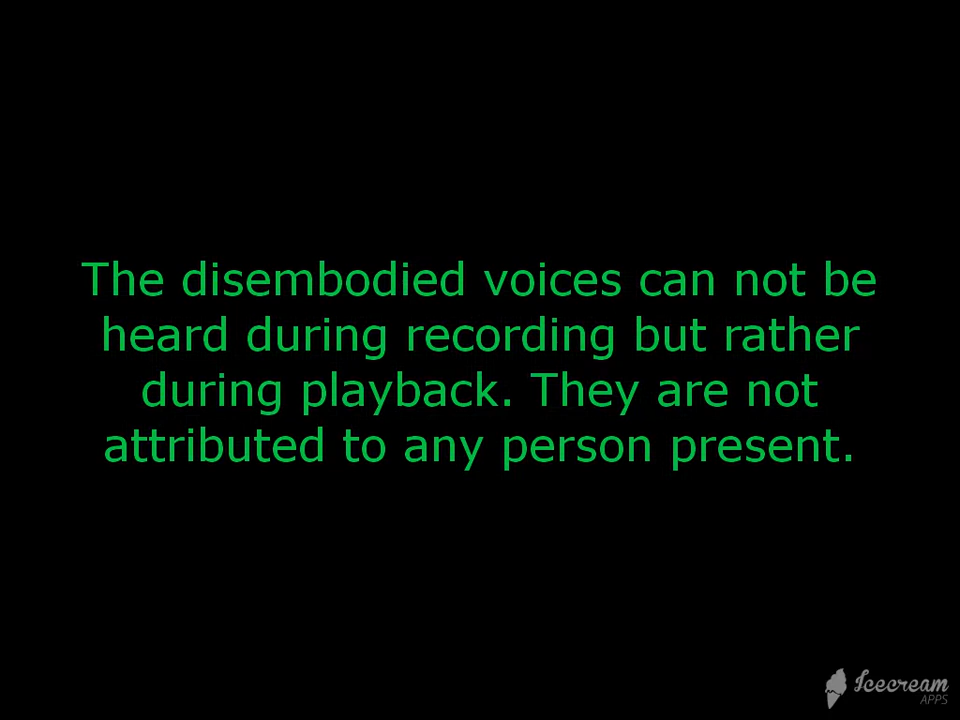 The disembodied voices can not be
heard during recording but rather
during playback. They are not
attributed to any person present.
Icecream
APPS